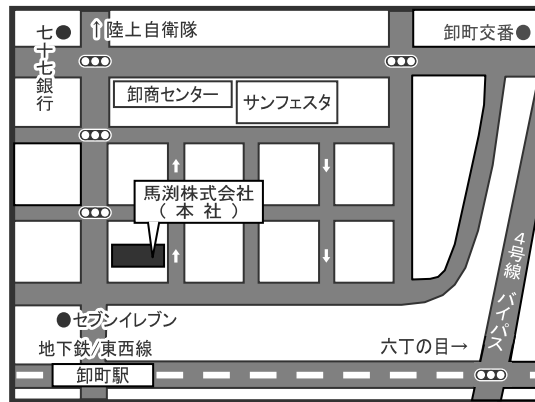 七十七銀行
↑陸上自衛隊
卸町交番
卸商センター
サンフェスタ
馬渕株式会社
（本社）
4号線 バイパス
セブンイレブン
地下鉄/東西線
六丁の目→
卸町駅